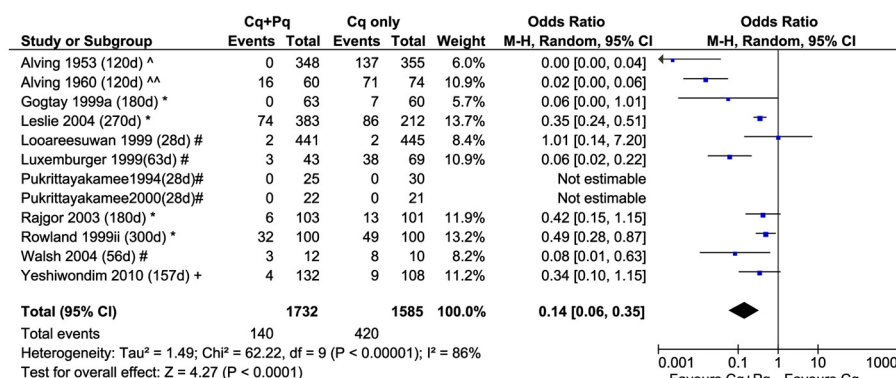 Cq+Pq Cq only Odds Ratio Odds Ratio
Study or Subgroup Events Total Events Total Weight M-H, Random, 95% CI M-H, Random, 95% CI
Alving 1953 (120d) ^ 0 348 137 355 6.0% 0.00 [0.00, 0.04]
Alving 1960 (120d) ^^ 16 60 71 74 10.9% 0.02 [0.00, 0.06]
Gogtay 1999a (180d) * 0 63 7 60 5.7% 0.06 [0.00, 1.01]
Leslie 2004 (270d) * 74 383 86 212 13.7% 0.35 [0.24, 0.51]
Looareesuwan 1999 (28d) # 2 441 2 445 8.4% 1.01 [0.14, 7.20]
Luxemburger 1999(63d) # 3 43 38 69 10.9% 0.06 [0.02, 0.22]
Pukrittayakamee1994(28d)# 0 25 0 30 Not estimable
Pukrittayakamee2000(28d)# 0 22 0 21 Not estimable
Rajgor 2003 (180d) * 6 103 13 101 11.9% 0.42 [0.15, 1.15]
Rowland 1999ii (300d) * 32 100 49 100 13.2% 0.49 [0.28, 0.87]
Walsh 2004 (56d) # 3 12 8 10 8.2% 0.08 [0.01, 0.63]
Yeshiwondim 2010 (157d) + 4 132 9 108 11.2% 0.34 [0.10, 1.15]
Total (95% CI) 1732 1585 100.0% 0.14 [0.06, 0.35]
Total events 140 420
Heterogeneity: Tau² = 1.49; Chi² = 62.22, df = 9 (P < 0.00001); I² = 86%
Test for overall effect: Z = 4.27 (P < 0.0001)
0.001 0.1 1 10 1000
Favours Cq+Pq Favours Cq